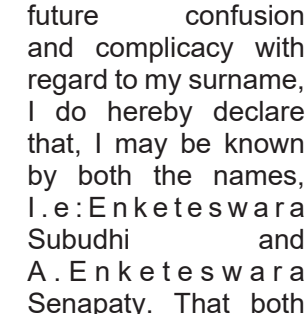 future confusion
and complicacy with
regard to my surname,
I do hereby declare
that, I may be known
by both the names,
I.e:Enketeswara
Subudhi and
A.Enketeswara
Senapaty. That both